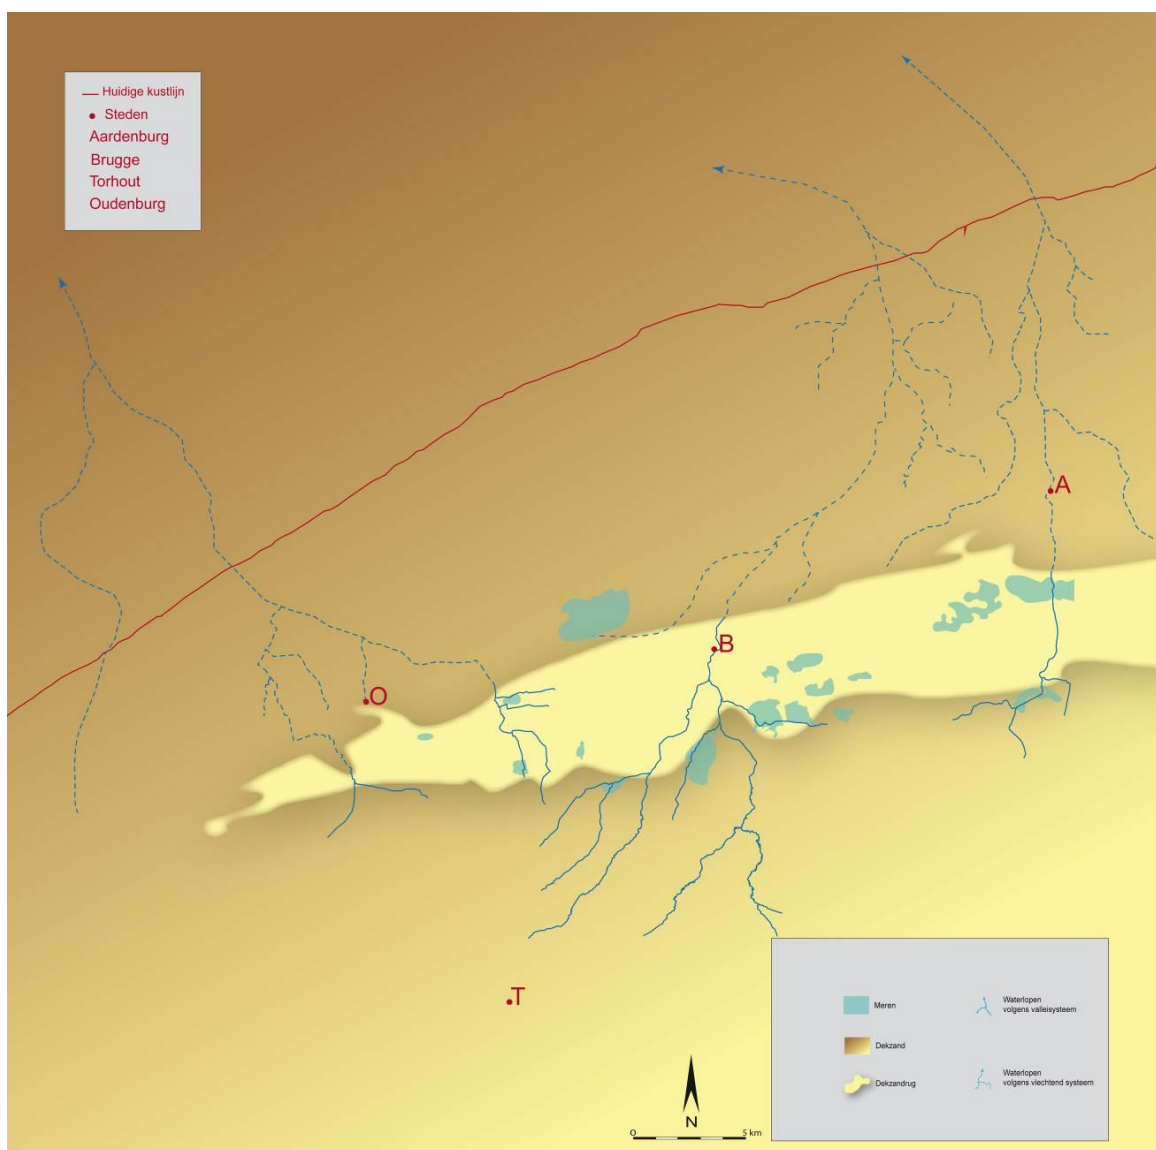 Huidige kustlijn
Steden
Aardenburg
Brugge
Torhout
Oudenburg
A
B
O
T
Meren
Waterlopen
volgens valleisysteem
Dekzand
Dekzandrug
Waterlopen
volgens vlechtend systeem
N
0 5 km